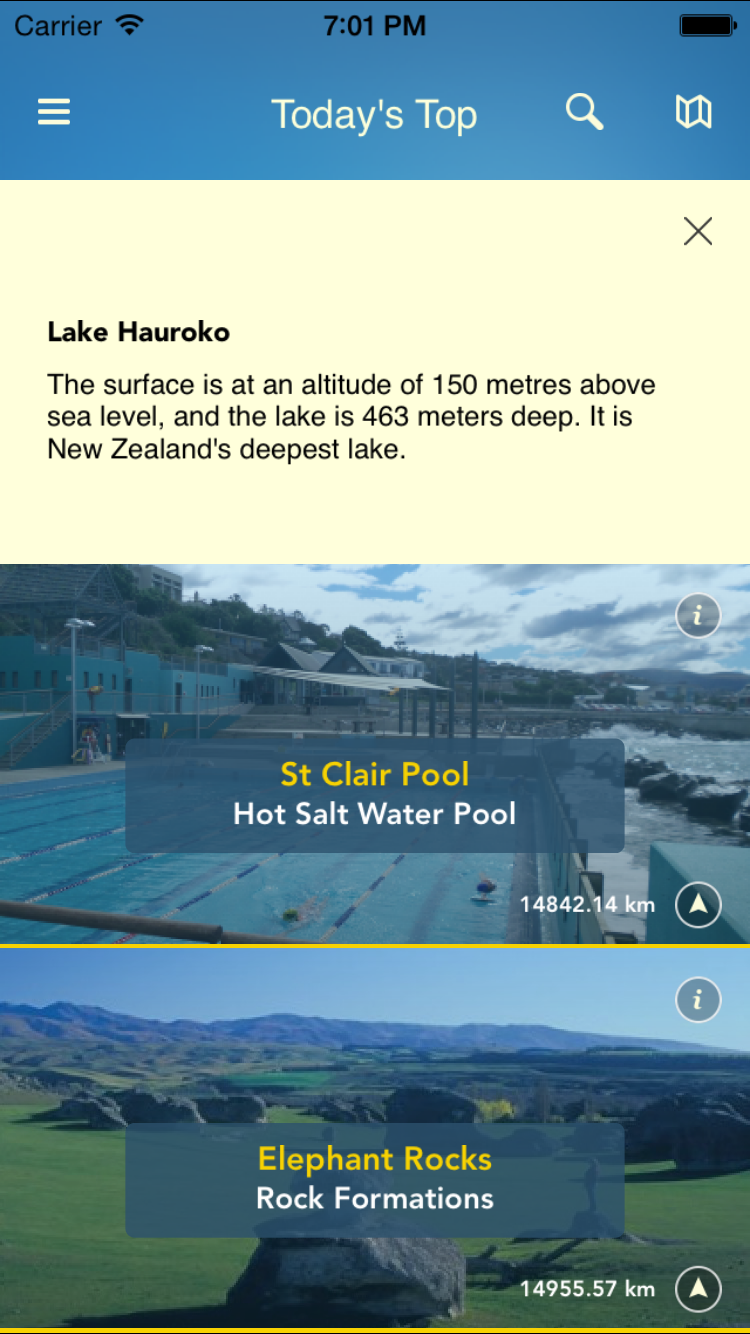 Carrier 7:01 PM
Today's Top
Lake Hauroko
The surface is at an altitude of 150 metres above
sea level, and the lake is 463 meters deep. It is
New Zealand's deepest lake.
i
St Clair Pool
Hot Salt Water Pool
14842.14 km
i
Elephant Rocks
Rock Formations
14955.57 km